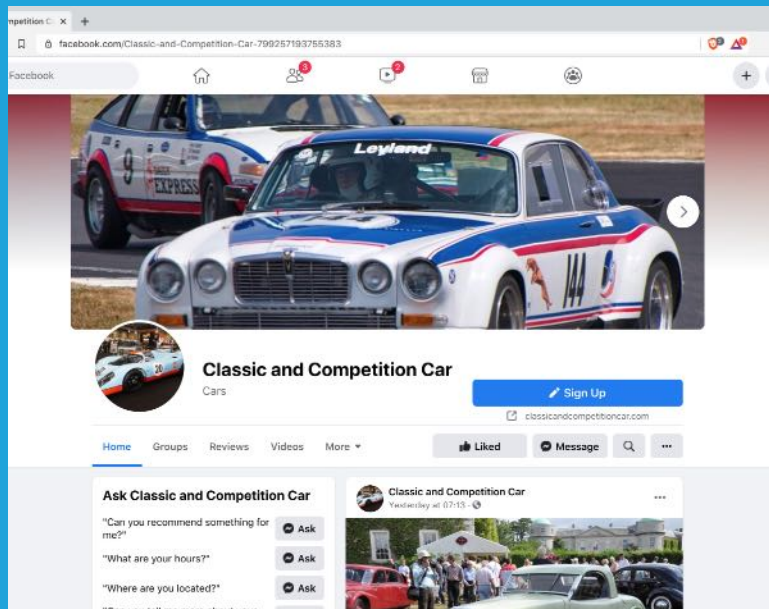 mpetition C
facebook.com/Classic-and-Competition-Car-799257193755383
Facebook
3
2
Leyland
9
EXPRESS
144
20
Classic and Competition Car
Cars
Sign Up
classicandcompetitioncar.com
Home Groups Reviews Videos More
Liked Message
Ask Classic and Competition Car
"Can you recommend something for
me?"
Ask
"What are your hours?"
Ask
"Where are you located?"
Ask
Classic and Competition Car
Yesterday at 07:13